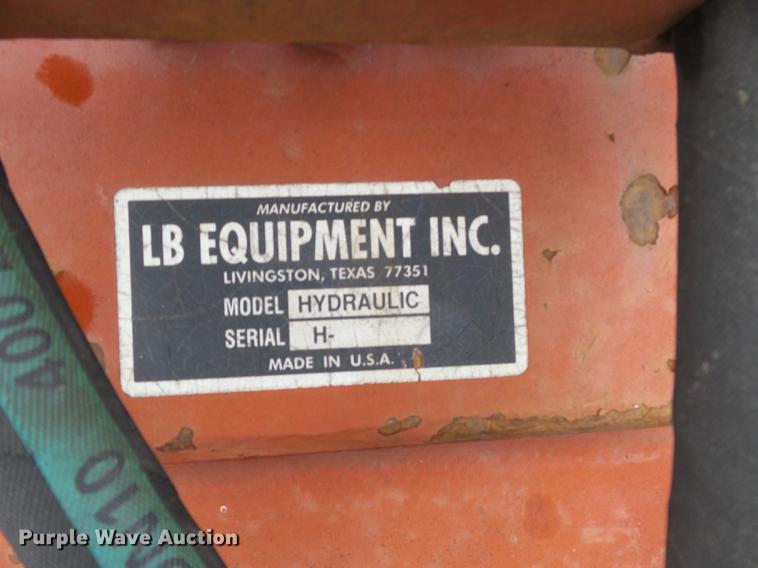 MANUFACTURED BY
LB EQUIPMENT INC.
LIVINGSTON, TEXAS 77351
MODEL HYDRAULIC
SERIAL H-
MADE IN U.S.A.
Purple Wave Auction